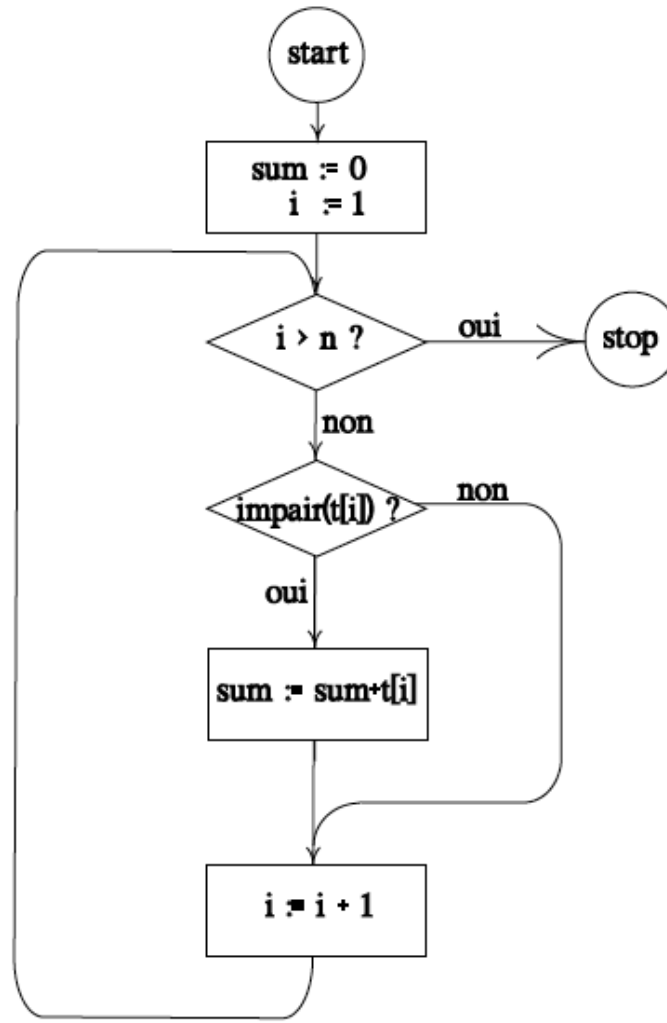 start
sum := 0
i := 1
i > n ?
oui
stop
non
impair(t[i]) ?
non
oui
sum := sum+t[i]
i := i + 1